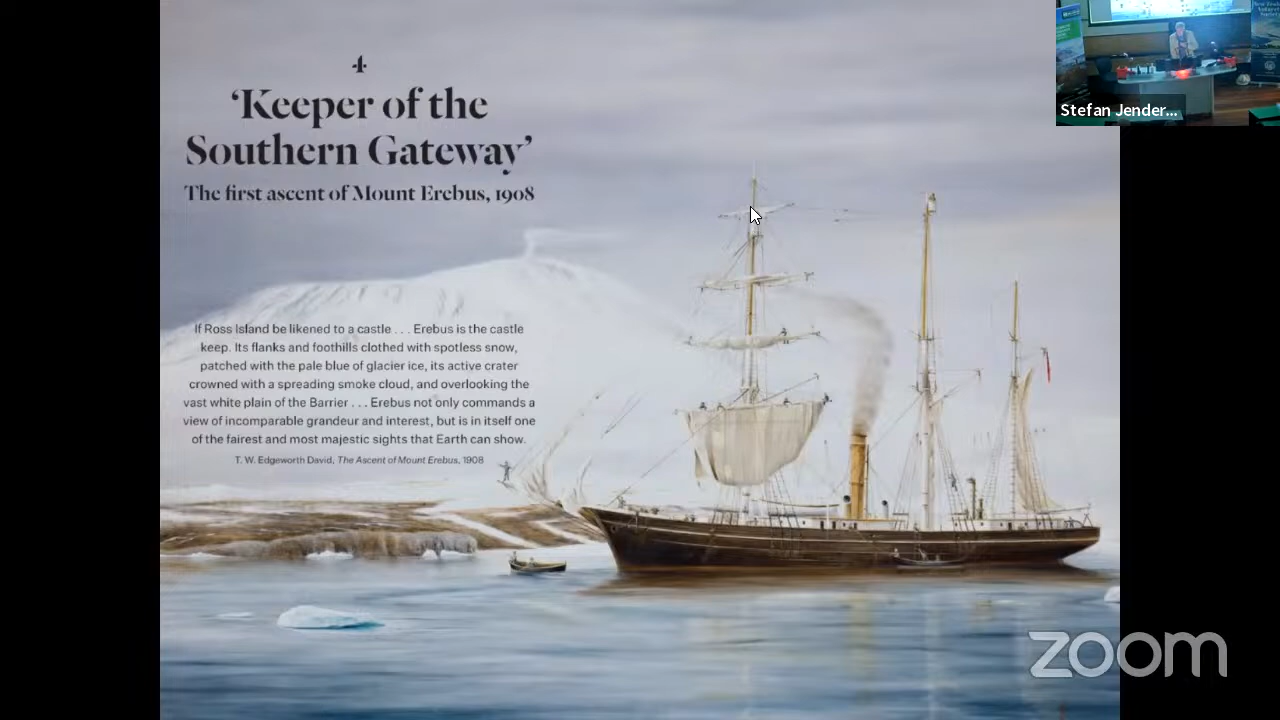 4
‘Keeper of the
Southern Gateway’
The first ascent of Mount Erebus, 1908
If Ross Island be likened to a castle . . . Erebus is the castle
keep. Its flanks and foothills clothed with spotless snow,
patched with the pale blue of glacier ice, its active crater
crowned with a spreading smoke cloud, and overlooking the
vast white plain of the Barrier . . . Erebus not only commands a
view of incomparable grandeur and interest, but is in itself one
of the fairest and most majestic sights that Earth can show.
T. W. Edgeworth David, The Ascent of Mount Erebus, 1908
Stefan Jender...
zoom